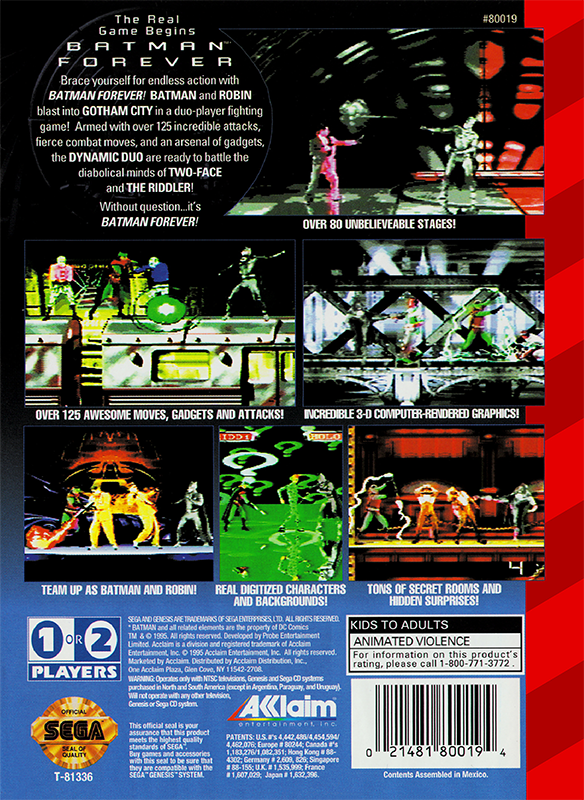 The Real
Game Begins
#80019
BATMAN™
FOREVER
Brace yourself for endless action with
BATMAN FOREVER! BATMAN and ROBIN
blast into GOTHAM CITY in a duo-player fighting
game! Armed with over 125 incredible attacks,
fierce combat moves, and an arsenal of gadgets,
the DYNAMIC DUO are ready to battle the
diabolical minds of TWO-FACE
and THE RIDDLER!
Without question...it's
BATMAN FOREVER!
OVER 80 UNBELIEVEABLE STAGES!
OVER 125 AWESOME MOVES, GADGETS AND ATTACKS!
INCREDIBLE 3-D COMPUTER-RENDERED GRAPHICS!
TEAM UP AS BATMAN AND ROBIN!
REAL DIGITIZED CHARACTERS
AND BACKGROUNDS!
TONS OF SECRET ROOMS AND
HIDDEN SURPRISES!
1 OR 2
PLAYERS
SEGA AND GENESIS ARE TRADEMARKS OF SEGA ENTERPRISES, LTD. ALL RIGHTS RESERVED.
* BATMAN and all related elements are the property of DC Comics
TM & © 1995. All rights reserved. Developed by Probe Entertainment
Limited. Acclaim is a division and registered trademark of Acclaim
Entertainment, Inc. © 1995 Acclaim Entertainment, Inc. All rights reserved.
Marketed by Acclaim. Distributed by Acclaim Distribution, Inc.,
One Acclaim Plaza, Glen Cove, NY 11542-2708.
WARNING: Operates only with NTSC televisions, Genesis and Sega CD systems
purchased in North and South America (except in Argentina, Paraguay, and Uruguay).
Will not operate with any other television,
Genesis or Sega CD system.
KIDS TO ADULTS
ANIMATED VIOLENCE
For information on this product's
rating, please call 1-800-771-3772.
OFFICIAL
SEGA
SEAL OF
QUALITY
T-81336
This official seal is your
assurance that this product
meets the highest quality
standards of SEGA™.
Buy games and accessories
with this seal to be sure that
they are compatible with the
SEGA™ GENESIS™ SYSTEM.
AKlaim
entertainment, inc.
PATENTS: U.S. #'s 4,442,486/4,454,594/
4,462,076; Europe # 80244; Canada #'s
1,183,276/1,082,351; Hong Kong # 88-
4302; Germany # 2,609, 826; Singapore
# 88-155; U.K. # 1,535,999; France
# 1,607,029; Japan # 1,632,396.
0 21481 80019 4
Contents Assembled in Mexico.